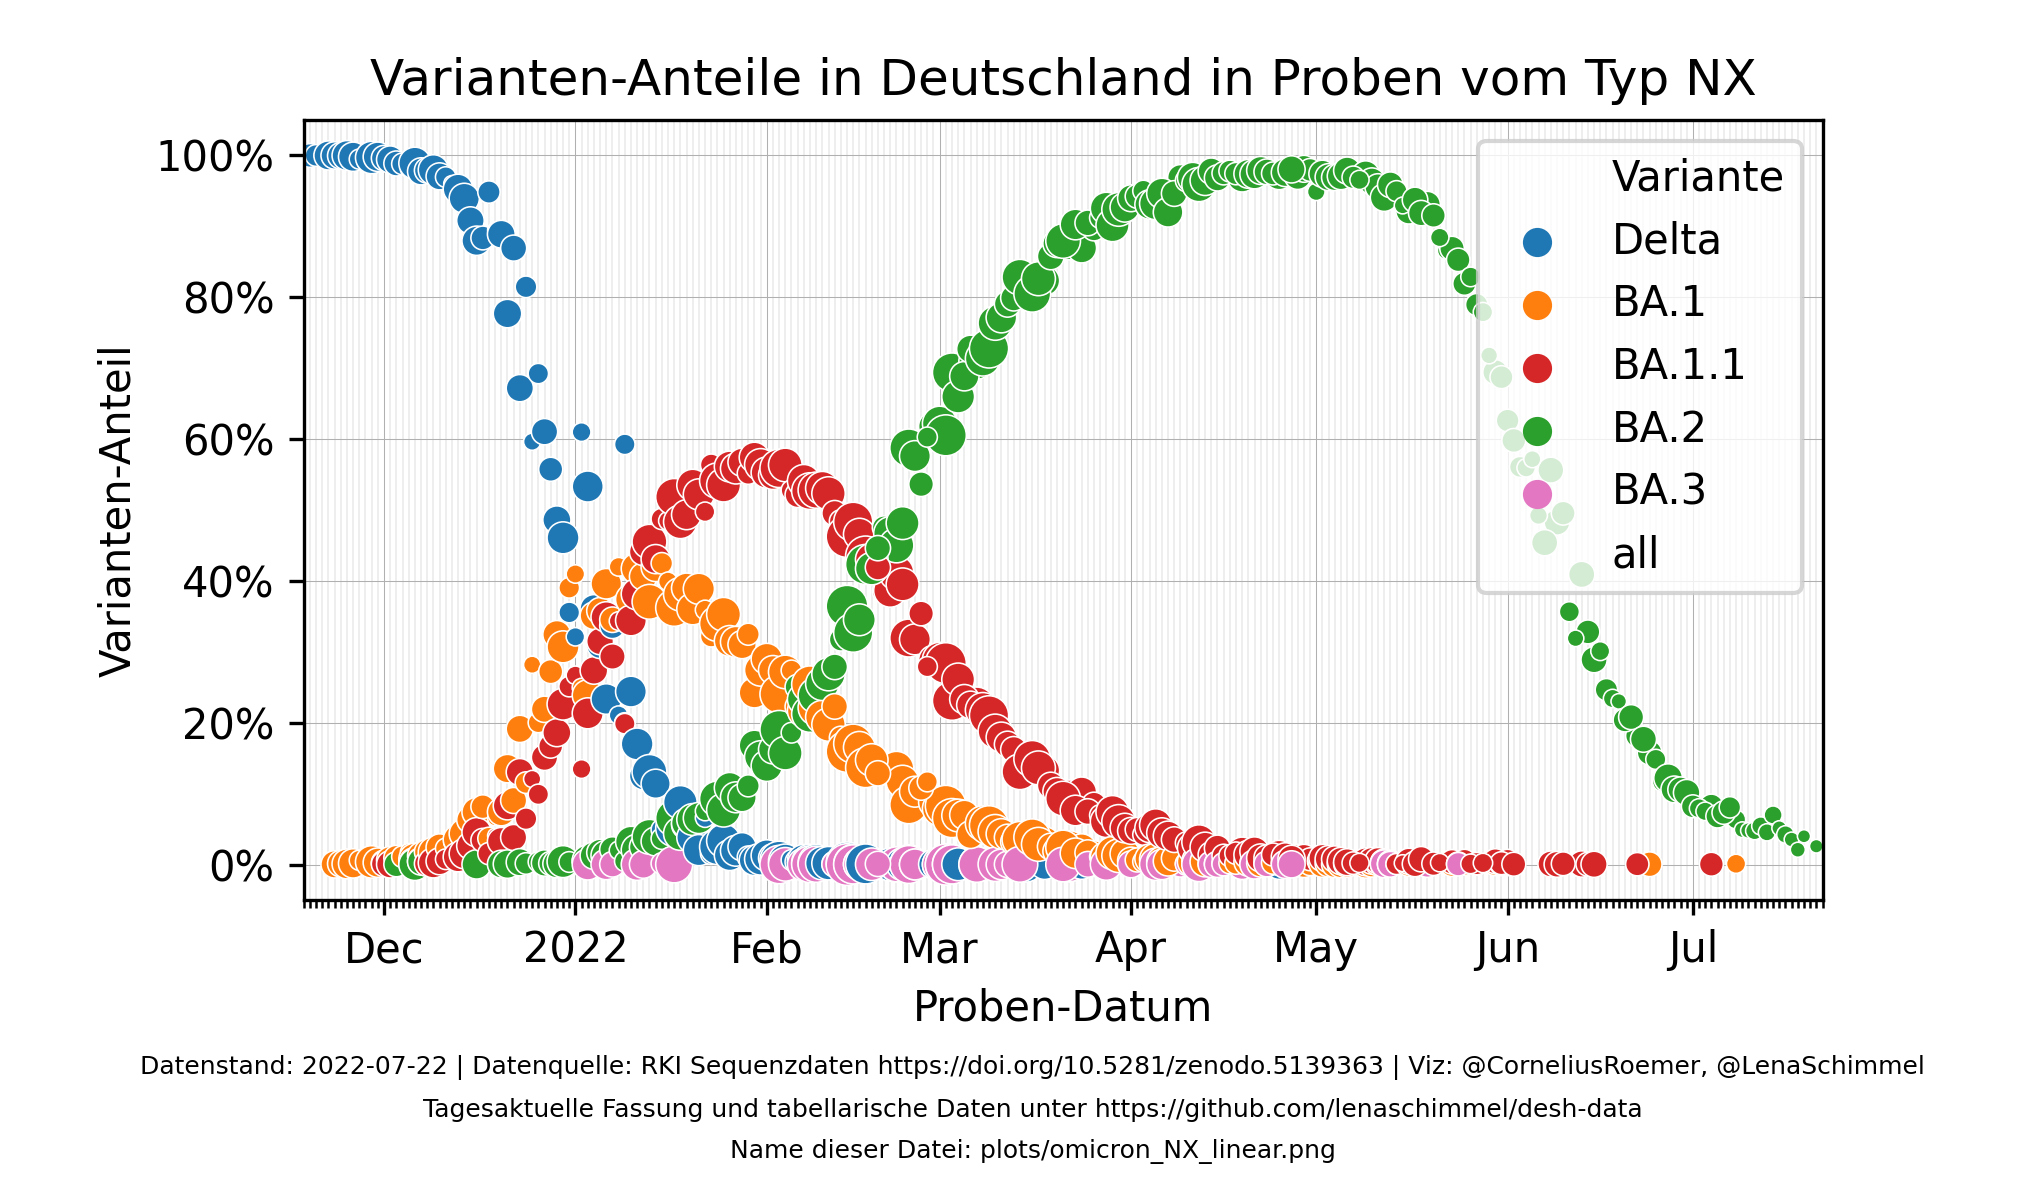 Varianten-Anteile in Deutschland in Proben vom Typ NX
Varianten-Anteil
100%
80%
60%
40%
20%
0%
Variante
Delta
BA.1
BA.1.1
BA.2
BA.3
all
Dec
2022
Feb
Mar
Apr
May
Jun
Jul
Proben-Datum
Datenstand: 2022-07-22 | Datenquelle: RKI Sequenzdaten https://doi.org/10.5281/zenodo.5139363 | Viz: @CorneliusRoemer, @LenaSchimmel
Tagesaktuelle Fassung und tabellarische Daten unter https://github.com/lenaschimmel/desh-data
Name dieser Datei: plots/omicron_NX_linear.png